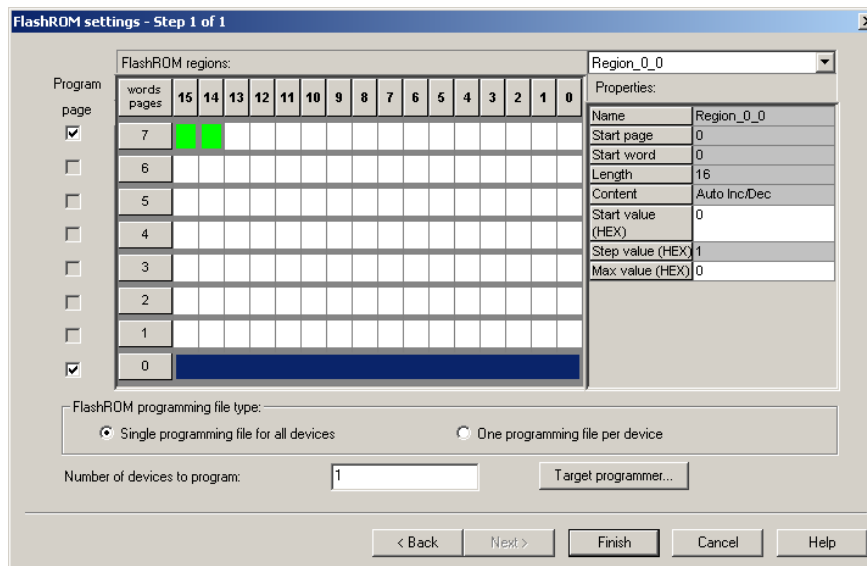 FlashROM settings - Step 1 of 1
FlashROM regions:
Region_0_0
Program
page
words
pages
15 14 13 12 11 10 9 8 7 6 5 4 3 2 1 0
7
6
5
4
3
2
1
0
Properties:
Name Region_0_0
Start page 0
Start word 0
Length 16
Content Auto Inc/Dec
Start value
(HEX) 0
Step value (HEX) 1
Max value (HEX) 0
FlashROM programming file type:
Single programming file for all devices
One programming file per device
Number of devices to program: 1
Target programmer...
< Back
Next >
Finish
Cancel
Help